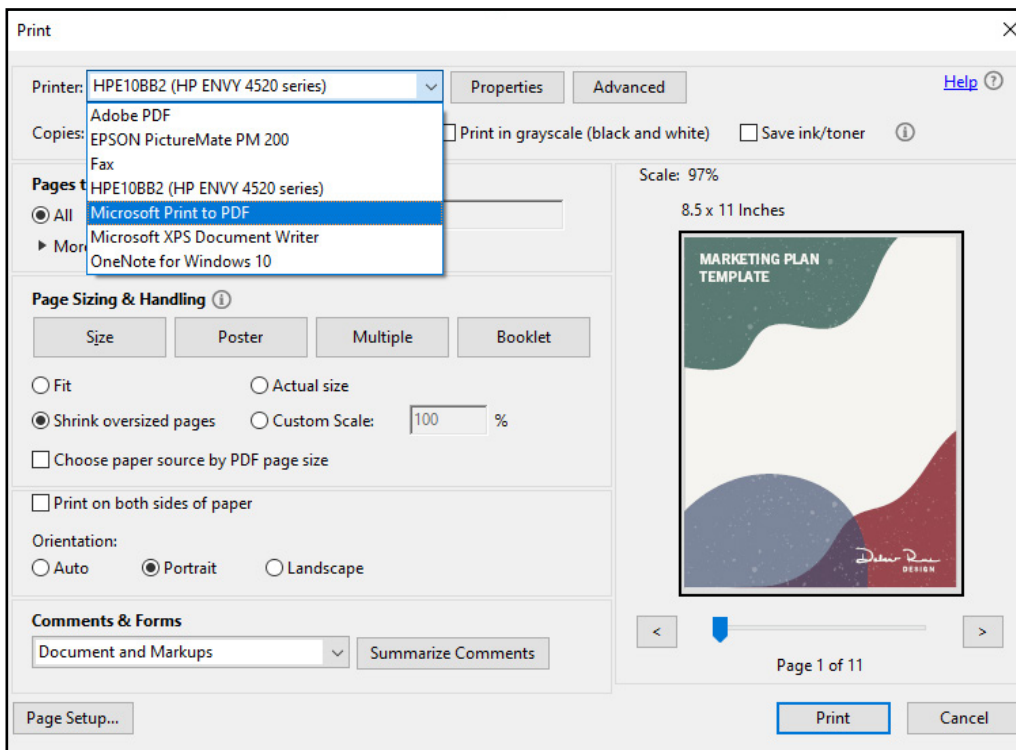 Print
Printer: HPE10BB2 (HP ENVY 4520 series) Properties Advanced Help
Adobe PDF
EPSON PictureMate PM 200
Fax
HPE10BB2 (HP ENVY 4520 series)
Microsoft Print to PDF
Microsoft XPS Document Writer
OneNote for Windows 10
Copies: Print in grayscale (black and white) Save ink/toner
Pages t
All
Mor
Page Sizing & Handling
Size Poster Multiple Booklet
Fit Actual size
Shrink oversized pages Custom Scale: 100 %
Choose paper source by PDF page size
Print on both sides of paper
Orientation:
Auto Portrait Landscape
Comments & Forms
Document and Markups Summarize Comments
Page Setup...
Scale: 97%
8.5 x 11 Inches
MARKETING PLAN
TEMPLATE
DESIGN
< >
Page 1 of 11
Print Cancel